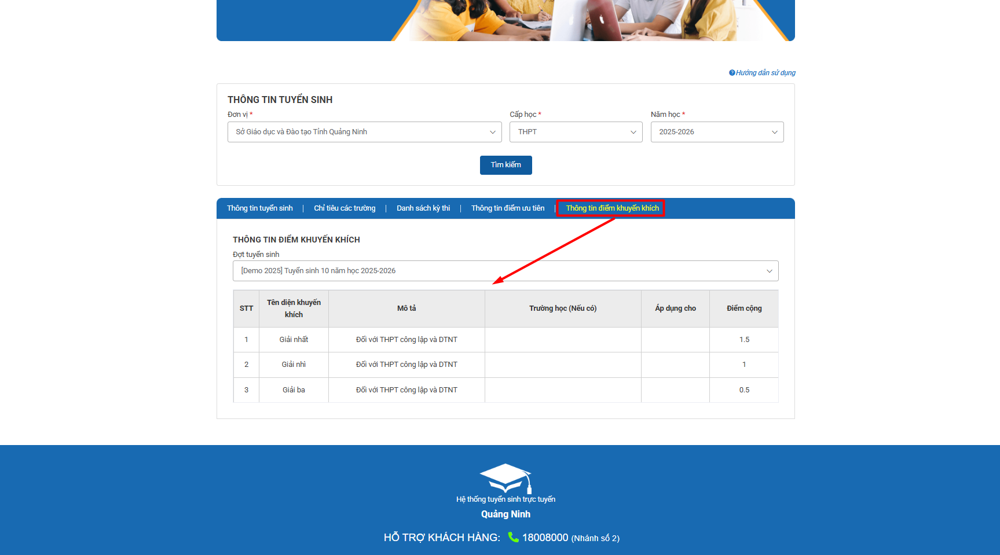 Hướng dẫn sử dụng
THÔNG TIN TUYỂN SINH
Đơn vị * Cấp học * Năm học *
Sở Giáo dục và Đào tạo Tỉnh Quảng Ninh THPT 2025-2026
Tìm kiếm
Thông tin tuyển sinh | Chỉ tiêu các trường | Danh sách kỳ thi | Thông tin điểm ưu tiên | Thông tin điểm khuyến khích
THÔNG TIN ĐIỂM KHUYẾN KHÍCH
Đợt tuyển sinh
[Demo 2025] Tuyển sinh 10 năm học 2025-2026
STT Tên diện khuyến khích Mô tả Trường học (Nếu có) Áp dụng cho Điểm cộng
1 Giải nhất Đối với THPT công lập và DTNT 1.5
2 Giải nhì Đối với THPT công lập và DTNT 1
3 Giải ba Đối với THPT công lập và DTNT 0.5
Hệ thống tuyển sinh trực tuyến
Quảng Ninh
HỖ TRỢ KHÁCH HÀNG: 18008000 (Nhánh số 2)